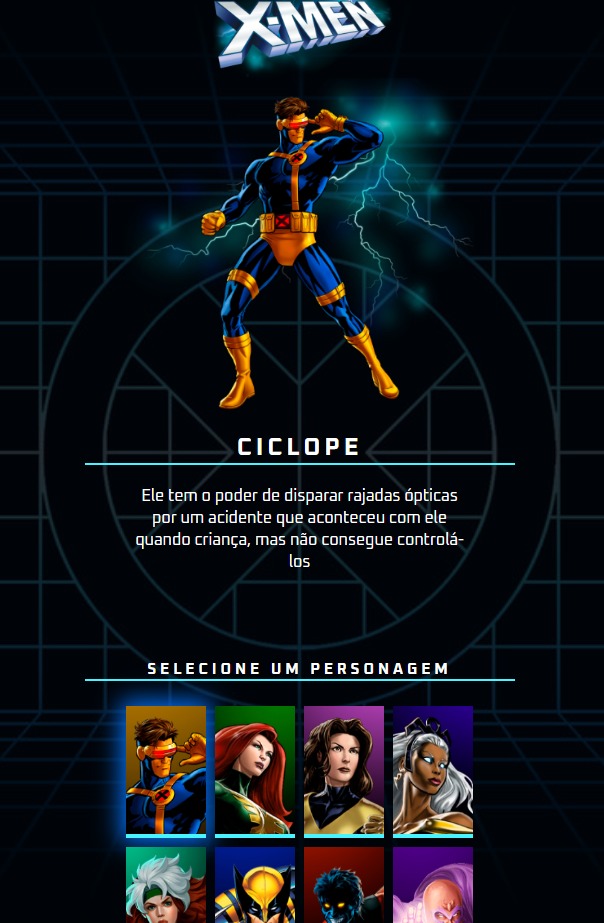 X-MEN
CICLOPE
Ele tem o poder de disparar rajadas ópticas
por um acidente que aconteceu com ele
quando criança, mas não consegue controlá-
los
SELECIONE UM PERSONAGEM